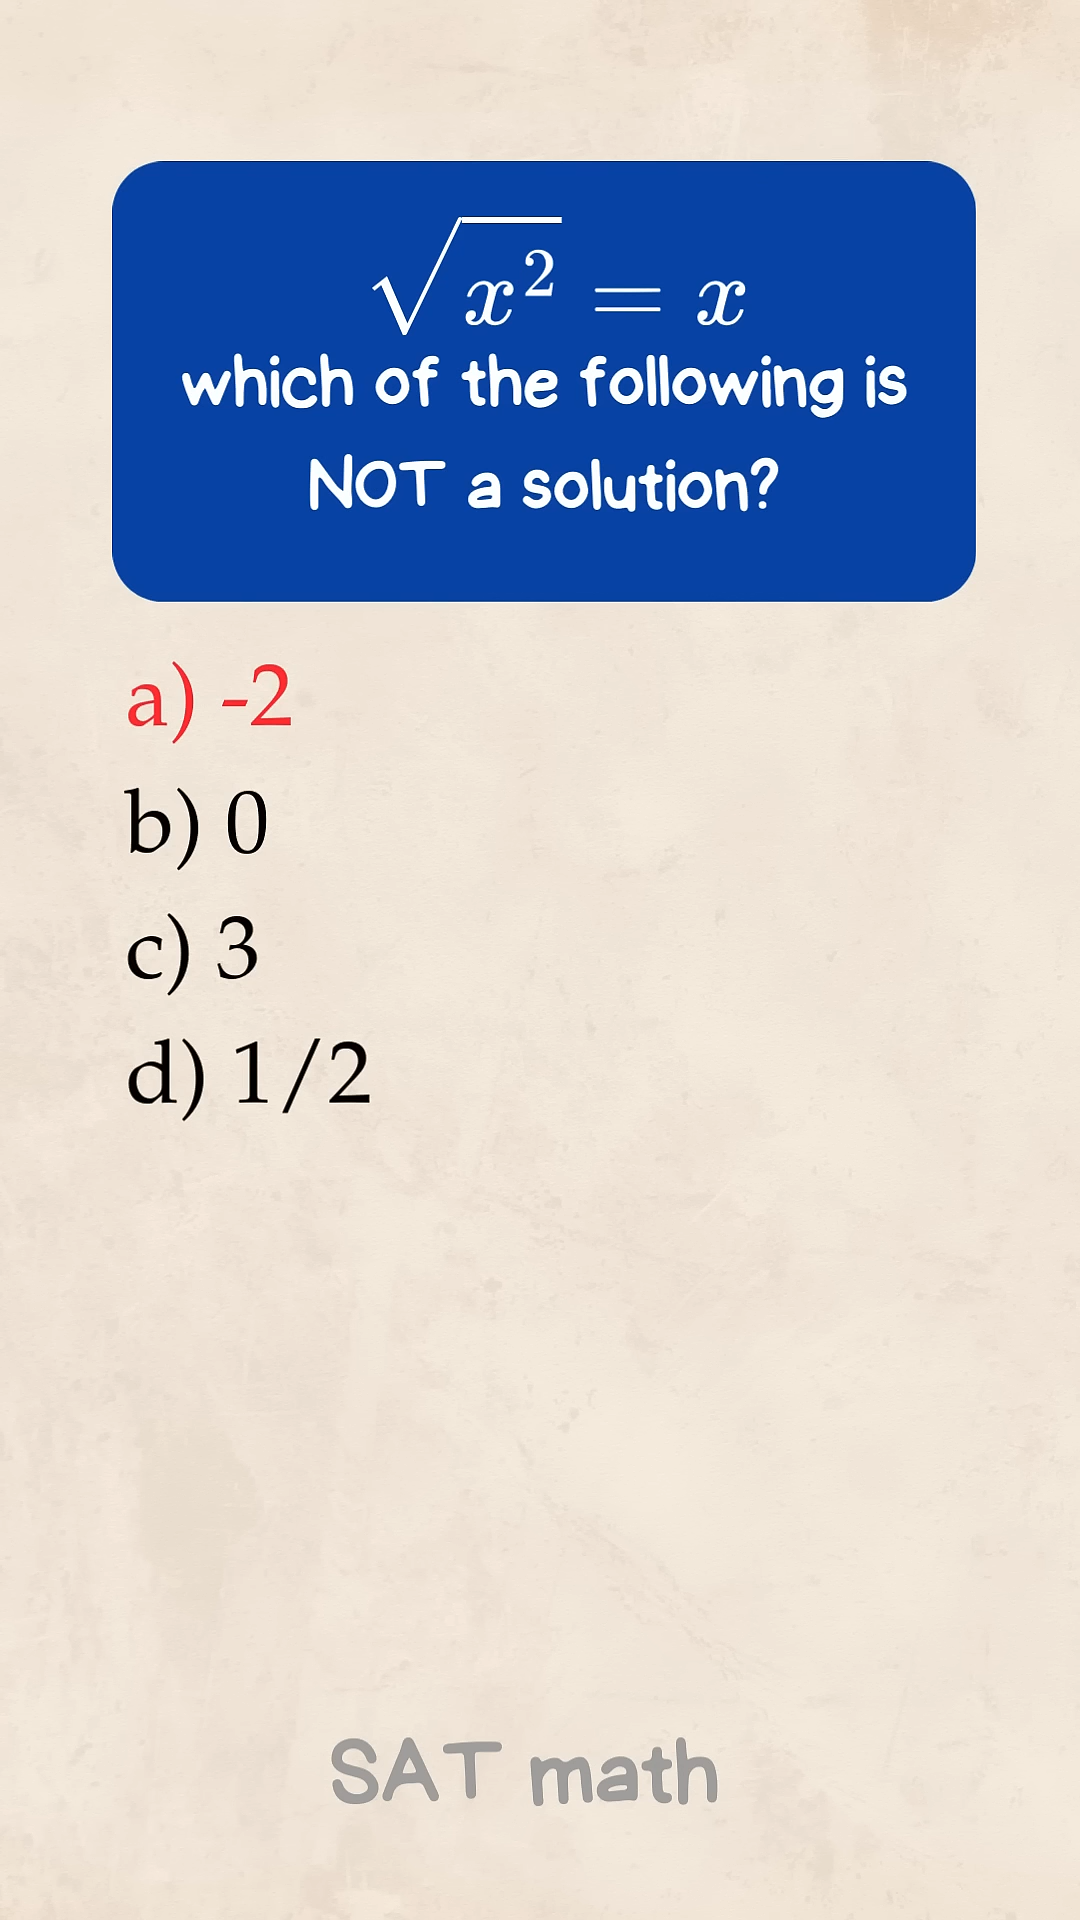 √x² = x
which of the following is
NOT a solution?
a) -2
b) 0
c) 3
d) 1/2
SAT math